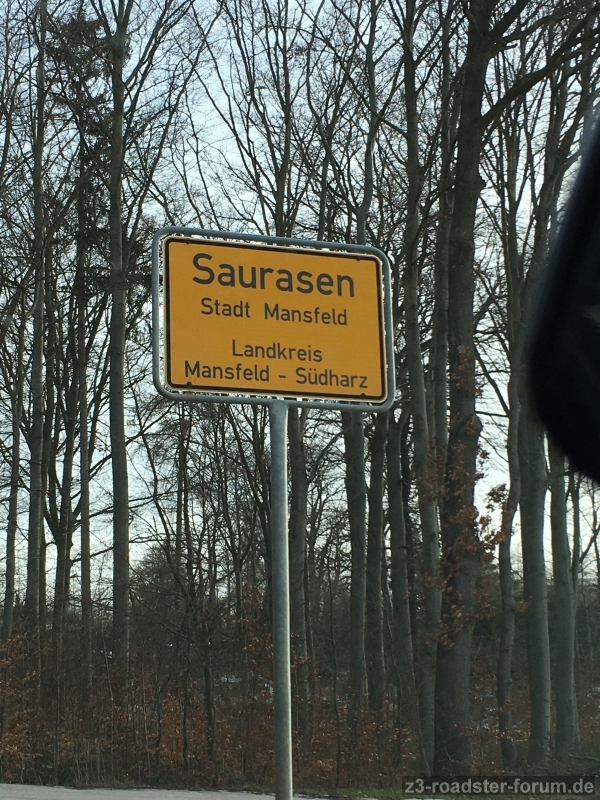 Saurasen
Stadt Mansfeld
Landkreis
Mansfeld - Südharz
z3-roadster-forum.de